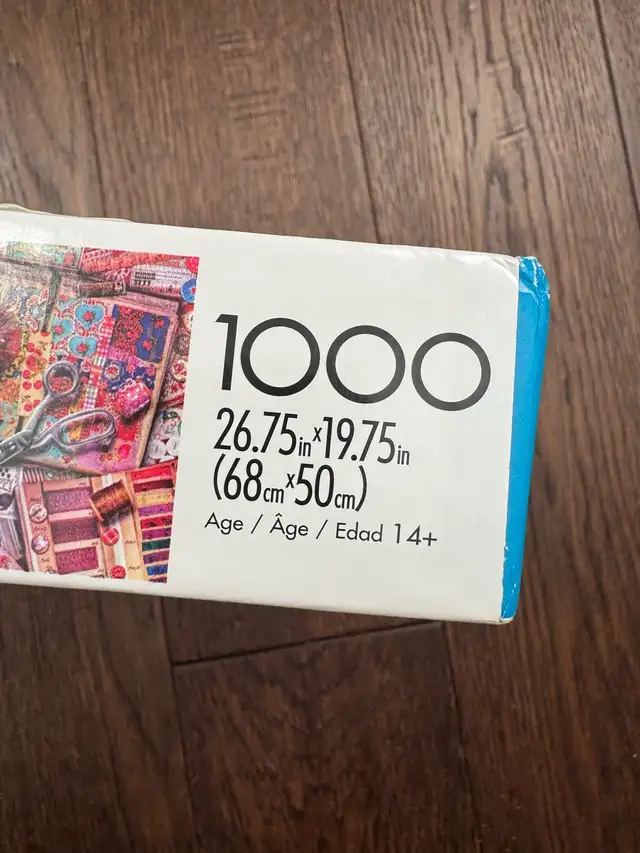 1000
26.75in x 19.75in
(68cm x 50cm)
Age / Âge / Edad 14+